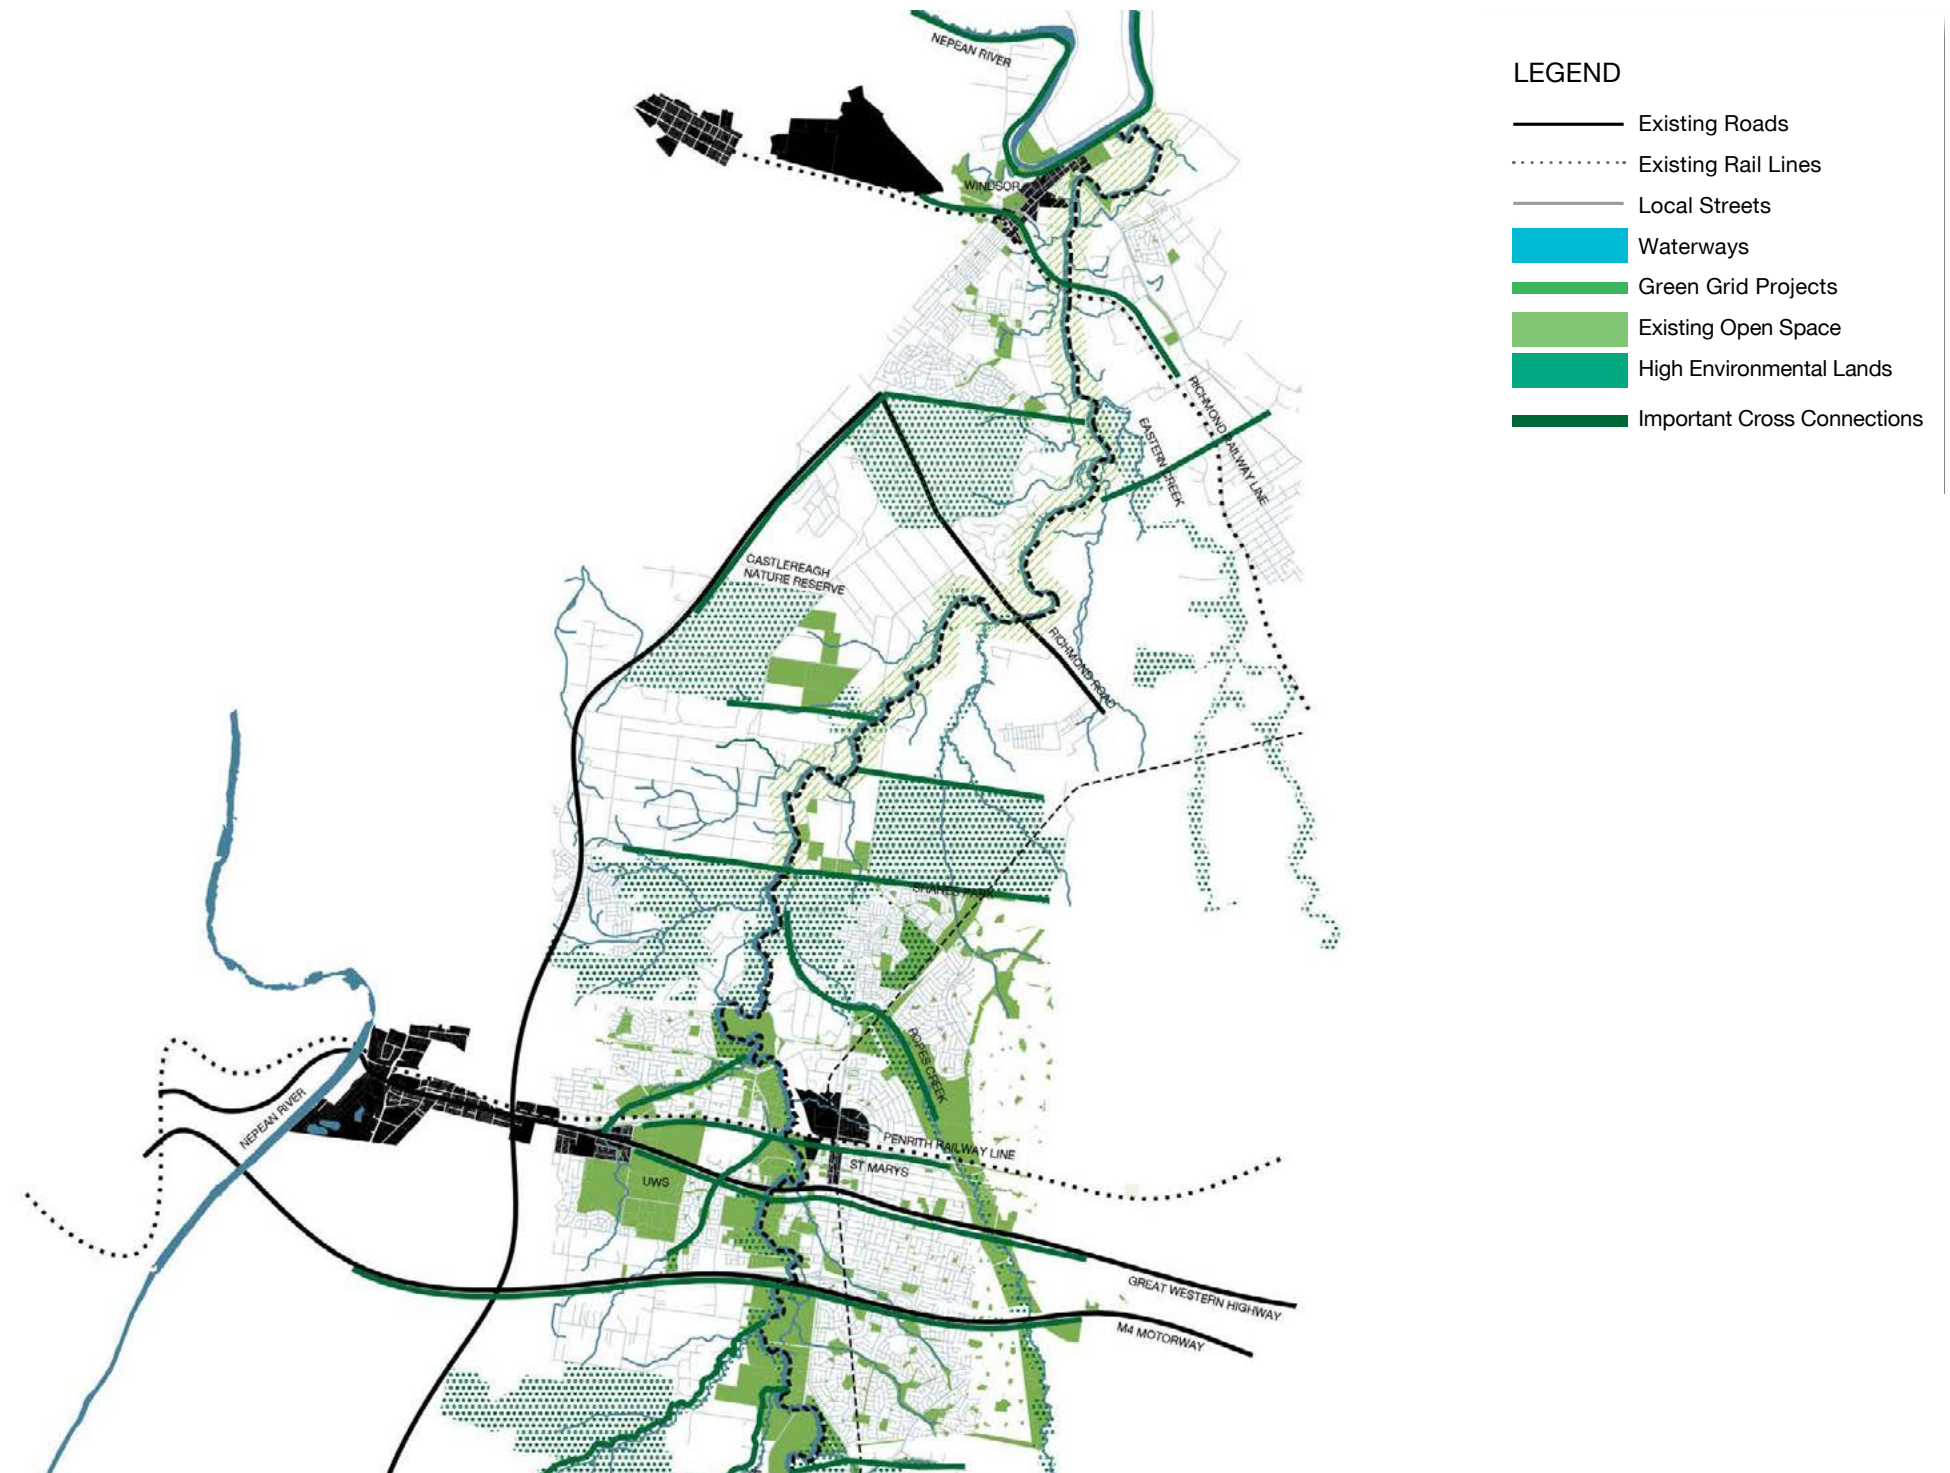 NEPEAN RIVER
LEGEND
Existing Roads
Existing Rail Lines
Local Streets
Waterways
Green Grid Projects
Existing Open Space
High Environmental Lands
Important Cross Connections
WINDSOR
RICHMOND RAILWAY LINE
EASTERN CREEK
CASTLEREAGH
NATURE RESERVE
RICHMOND ROAD
SHANES PARK
ROPES CREEK
NEPEAN RIVER
PENRITH RAILWAY LINE
ST MARYS
UWS
GREAT WESTERN HIGHWAY
M4 MOTORWAY